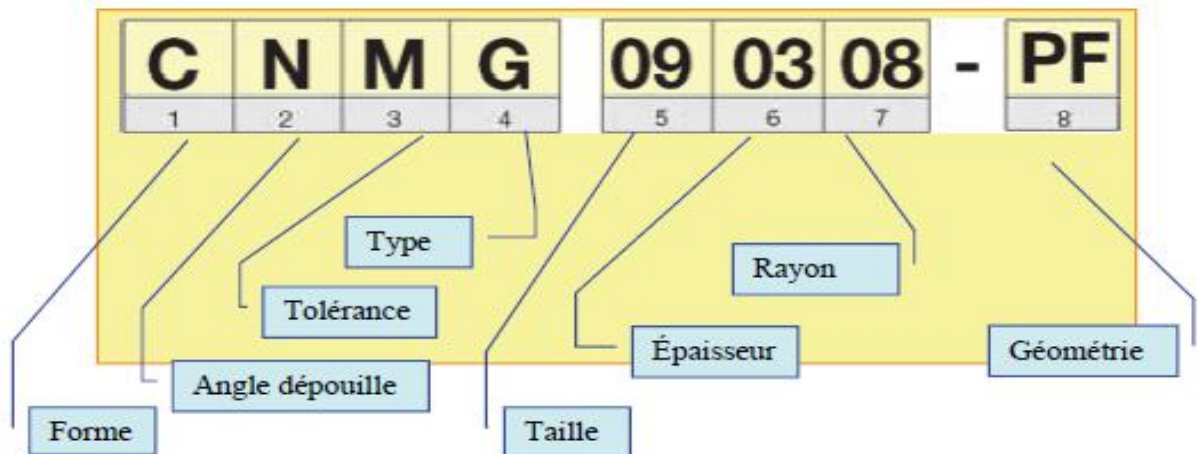 C N M G 09 03 08 - PF
1 2 3 4 5 6 7 8
Type
Rayon
Tolérance
Épaisseur
Géométrie
Angle dépouille
Forme
Taille